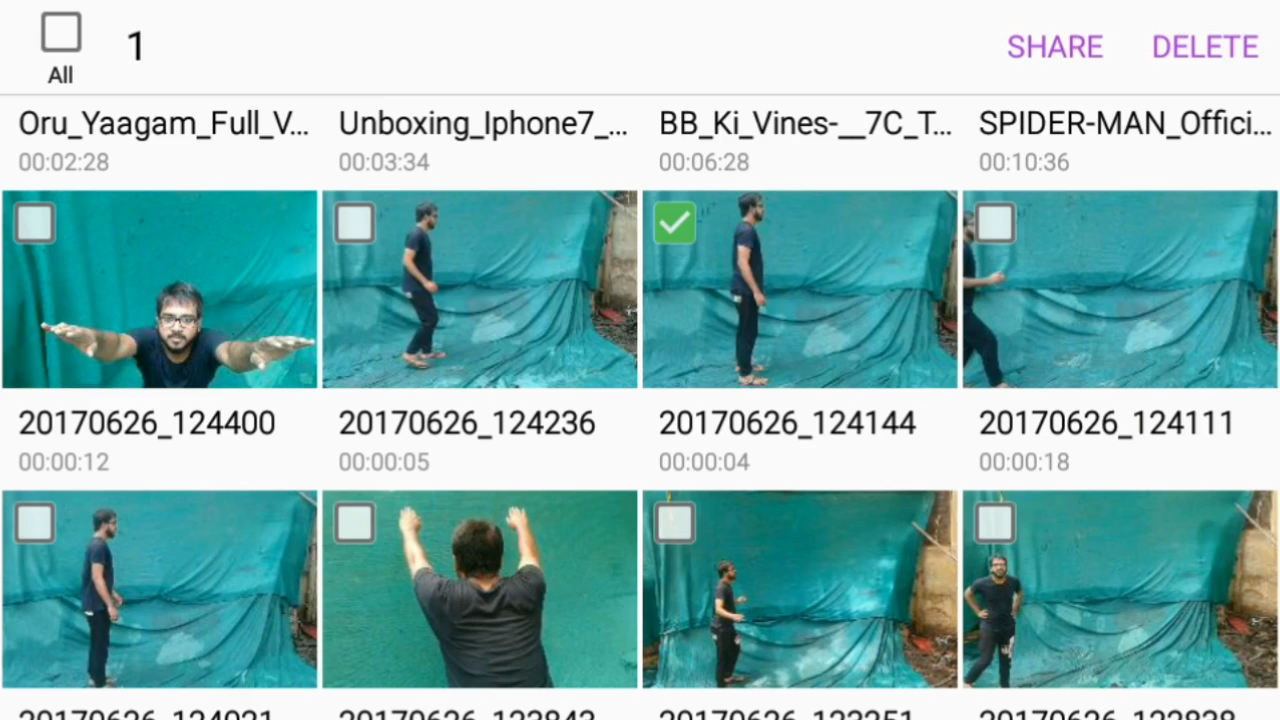 1
SHARE DELETE
All
Oru_Yaagam_Full_V... Unboxing_Iphone7_... BB_Ki_Vines-__7C_T... SPIDER-MAN_Offici...
00:02:28 00:03:34 00:06:28 00:10:36
20170626_124400 20170626_124236 20170626_124144 20170626_124111
00:00:12 00:00:05 00:00:04 00:00:18